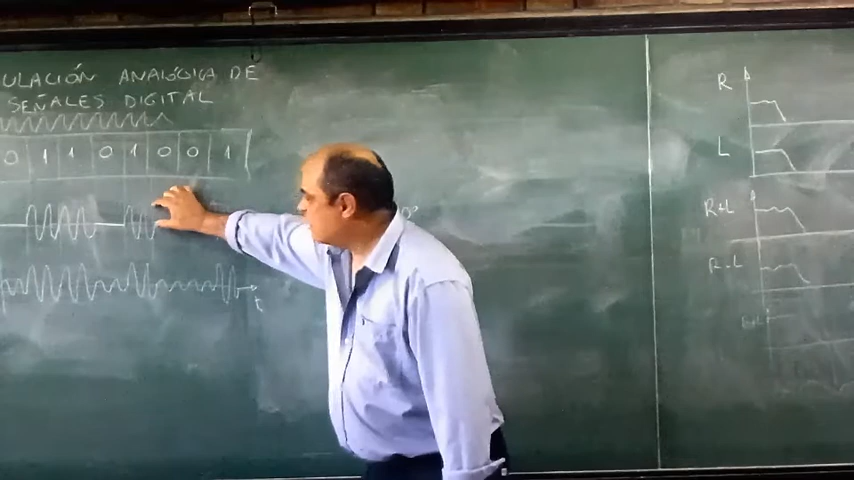 ULACIÓN ANALÓGICA DE
SEÑALES DIGITAL
0 1 1 0 1 0 0 1
t
R
L
R+L
R-L